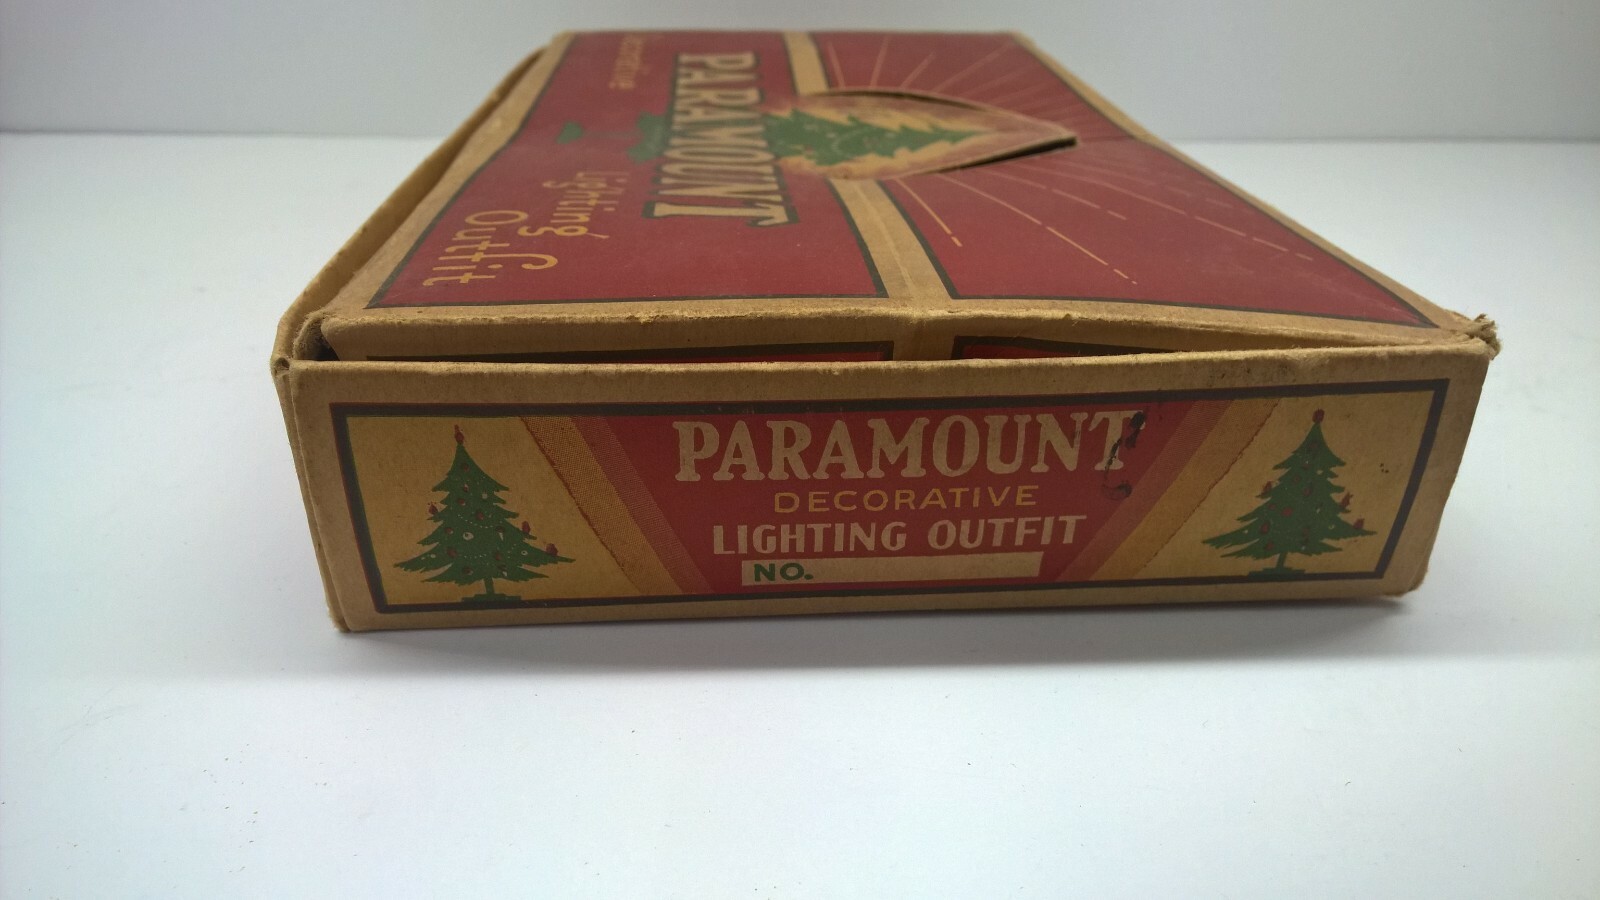 Decorative
PARAMOUNT
Lighting
Outfit
PARAMOUNT
DECORATIVE
LIGHTING OUTFIT
NO.